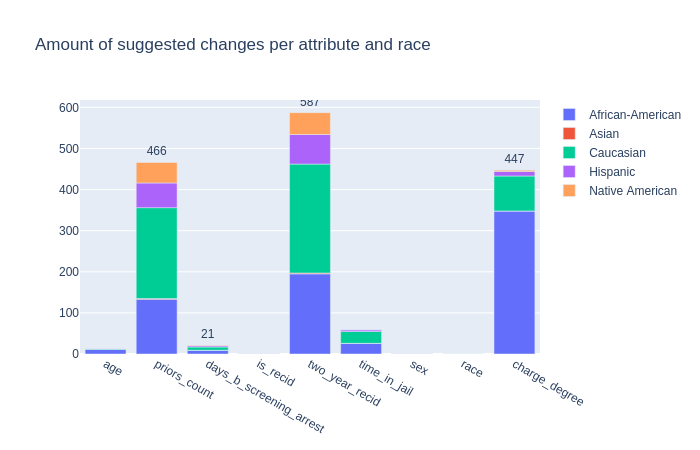 Amount of suggested changes per attribute and race
600
500
400
300
200
100
0
466
21
587
447
age
priors_count
days_b_screening_arrest
is_recid
two_year_recid
time_in_jail
sex
race
charge_degree
African-American
Asian
Caucasian
Hispanic
Native American